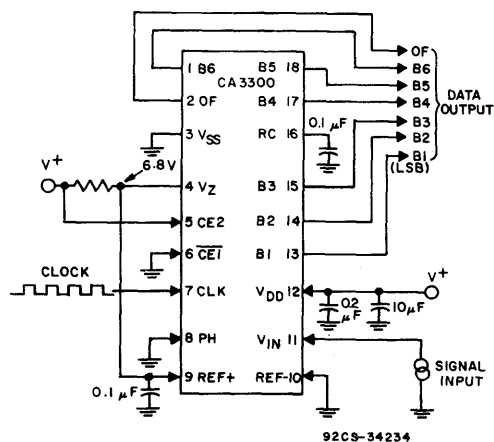 OF
B6
B5
B4
DATA OUTPUT
B3
B2
B1
(LSB)
CA3300
1 B6
B5 18
2 OF
B4 17
3 VSS
RC 16
0.1 µF
V+
6.8V
4 VZ
B3 15
5 CE2
B2 14
6 CE1
B1 13
CLOCK
7 CLK
VDD 12
V+
0.2 µF
10µF
8 PH
VIN 11
SIGNAL INPUT
9 REF+
REF-10
0.1 µF
92CS-34234